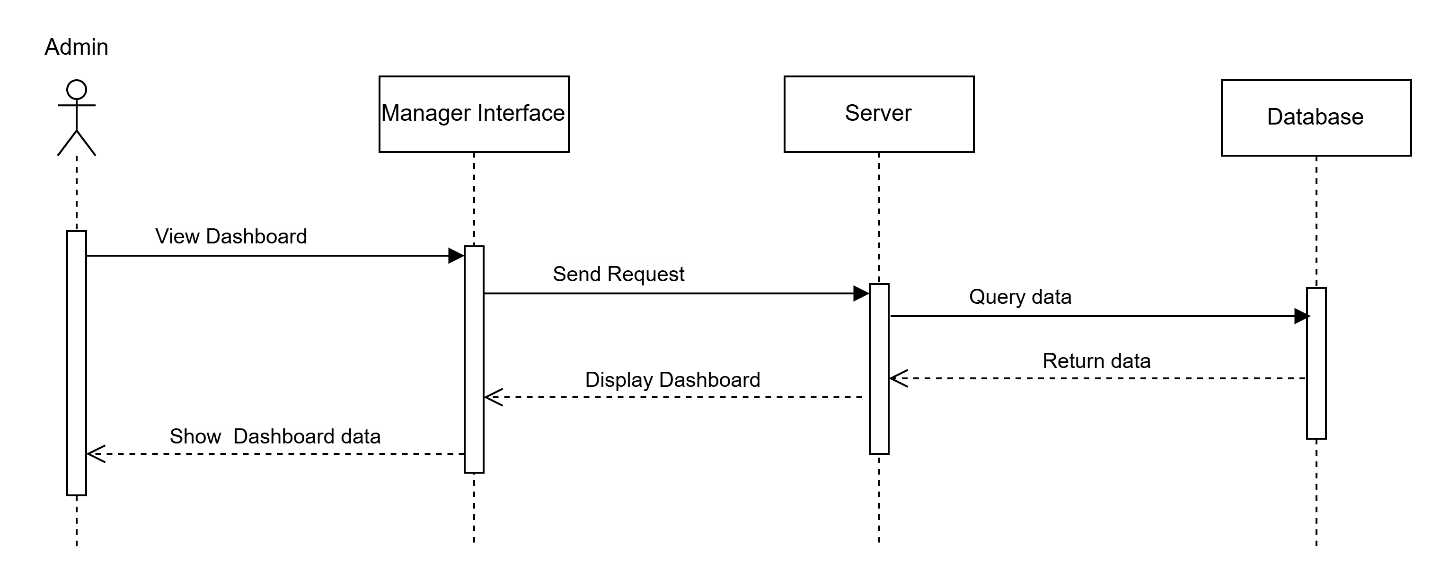 Admin
Manager Interface
Server
Database
View Dashboard
Send Request
Query data
Return data
Display Dashboard
Show  Dashboard data